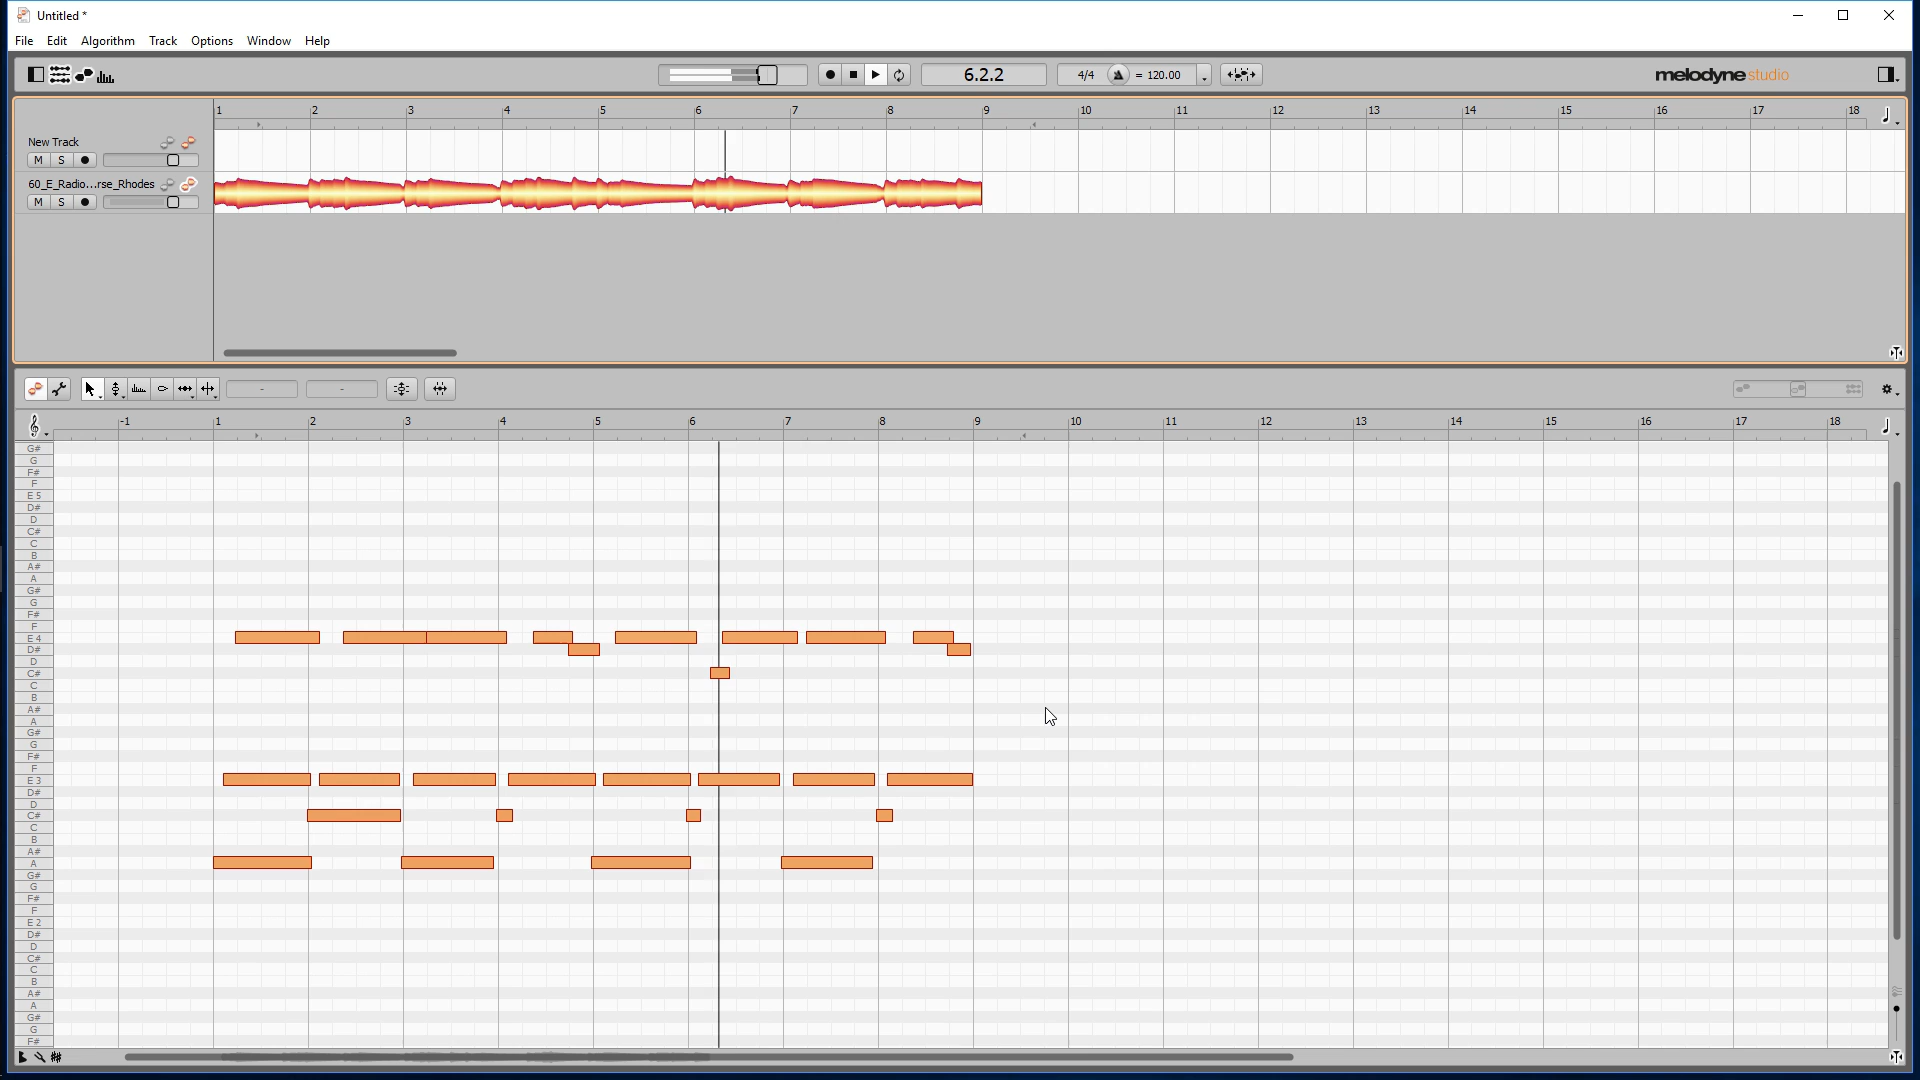 Untitled *
File Edit Algorithm Track Options Window Help
6.2.2 4/4 = 120.00 melodyne studio
1 2 3 4 5 6 7 8 9 10 11 12 13 14 15 16 17 18
New Track
M S
60_E_Radio...rse_Rhodes
M S
- -
-1 1 2 3 4 5 6 7 8 9 10 11 12 13 14 15 16 17 18
G#
G
F#
F
E 5
D#
D
C#
C
B
A#
A
G#
G
F#
F
E 4
D#
D
C#
C
B
A#
A
G#
G
F#
F
E 3
D#
D
C#
C
B
A#
A
G#
G
F#
F
E 2
D#
D
C#
C
B
A#
A
G#
G
F#